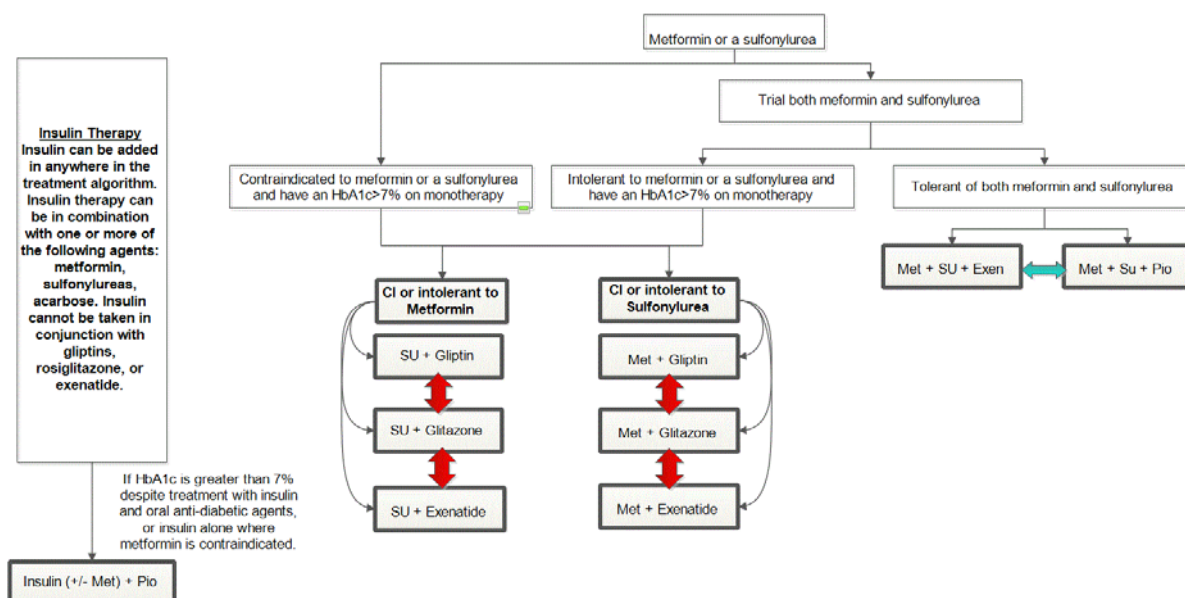 Metformin or a sulfonylurea
Trial both meformin and sulfonylurea
Insulin Therapy
Insulin can be added
in anywhere in the
treatment algorithm.
Insulin therapy can
be in combination
with one or more of
the following agents:
metformin,
sulfonylureas,
acarbose. Insulin
cannot be taken in
conjunction with
gliptins,
rosiglitazone, or
exenatide.
Contraindicated to meformin or a sulfonylurea
and have an HbA1c>7% on monotherapy
Intolerant to meformin or a sulfonylurea and
have an HbA1c>7% on monotherapy
Tolerant of both meformin and sulfonylurea
Met + SU + Exen
Met + Su + Pio
CI or intolerant to
Metformin
CI or intolerant to
Sulfonylurea
SU + Gliptin
Met + Gliptin
SU + Glitazone
Met + Glitazone
SU + Exenatide
Met + Exenatide
If HbA1c is greater than 7%
despite treatment with insulin
and oral anti-diabetic agents,
or insulin alone where
metformin is contraindicated.
Insulin (+/- Met) + Pio